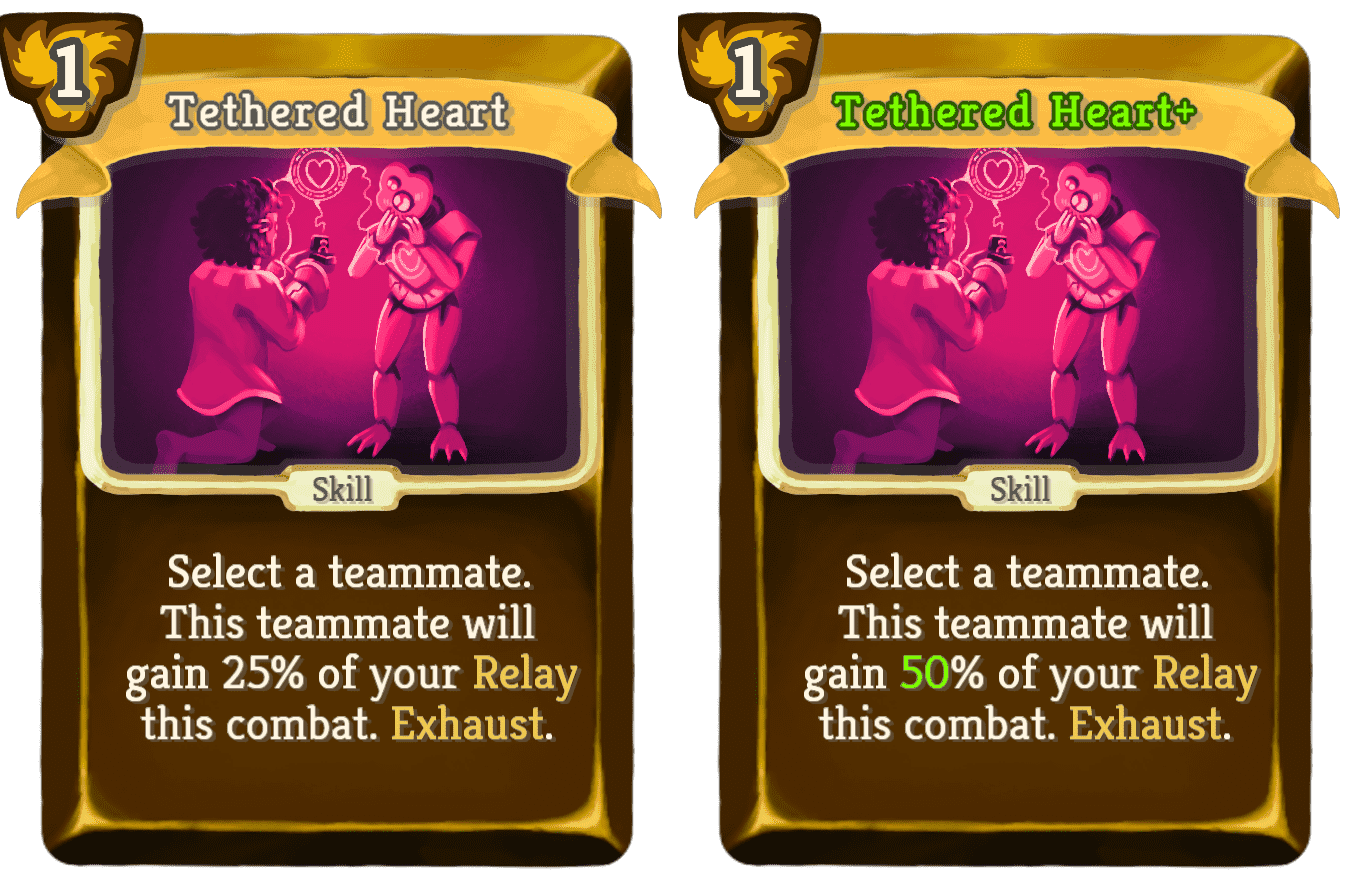 1
Tethered Heart
Skill
Select a teammate.
This teammate will
gain 25% of your Relay
this combat. Exhaust.
1
Tethered Heart+
Skill
Select a teammate.
This teammate will
gain 50% of your Relay
this combat. Exhaust.